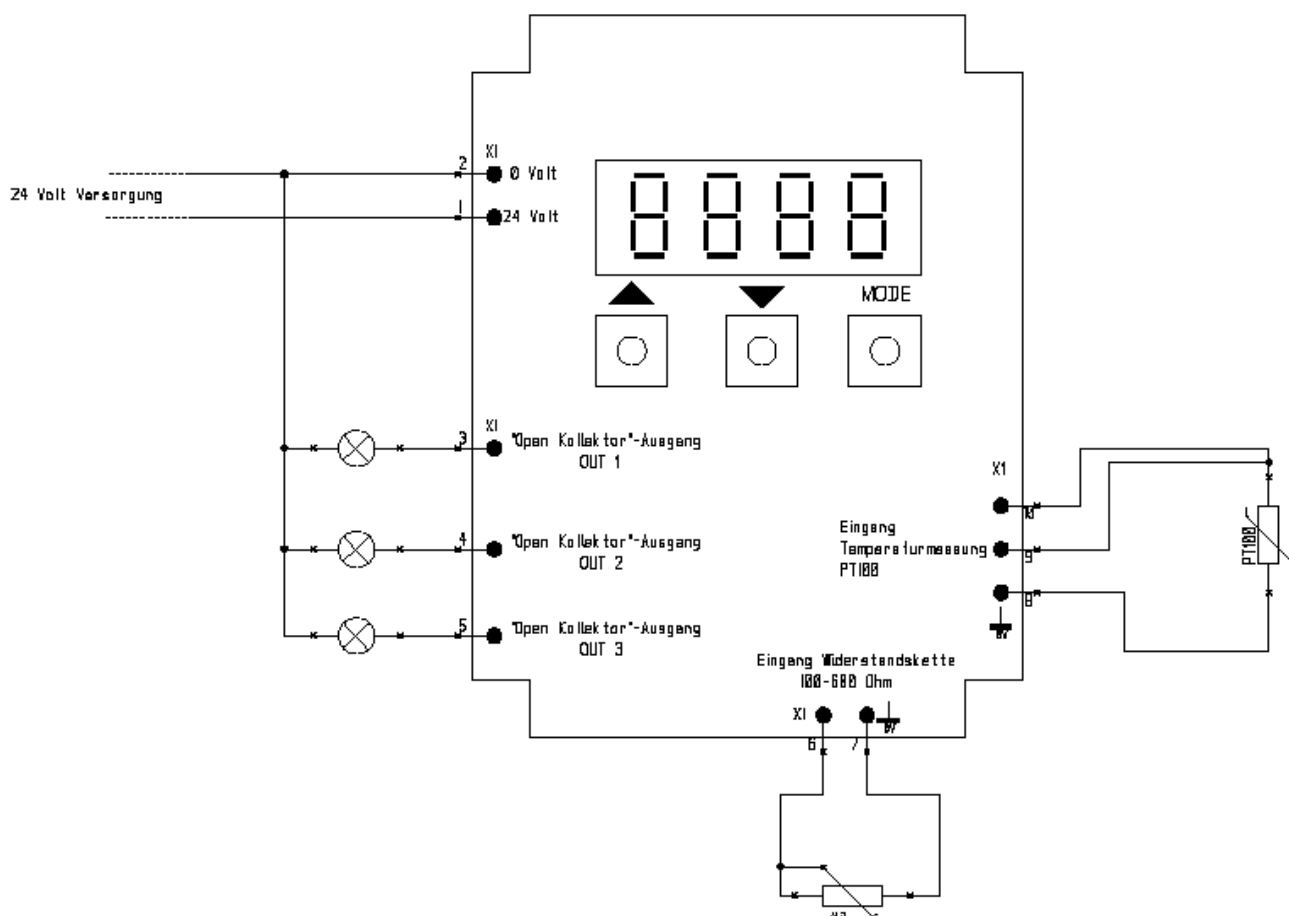 2
X1
0 Volt
24 Volt Versorgung
1
24 Volt
8888
MODE
3
X1
"Open Kollektor"-Ausgang
OUT 1
4
"Open Kollektor"-Ausgang
OUT 2
5
"Open Kollektor"-Ausgang
OUT 3
X1
10
Eingang
Temperaturmessung
PT100
9
8
0V
PT100
Eingang Widerstandskette
100-680 Ohm
X1
0V
6
7